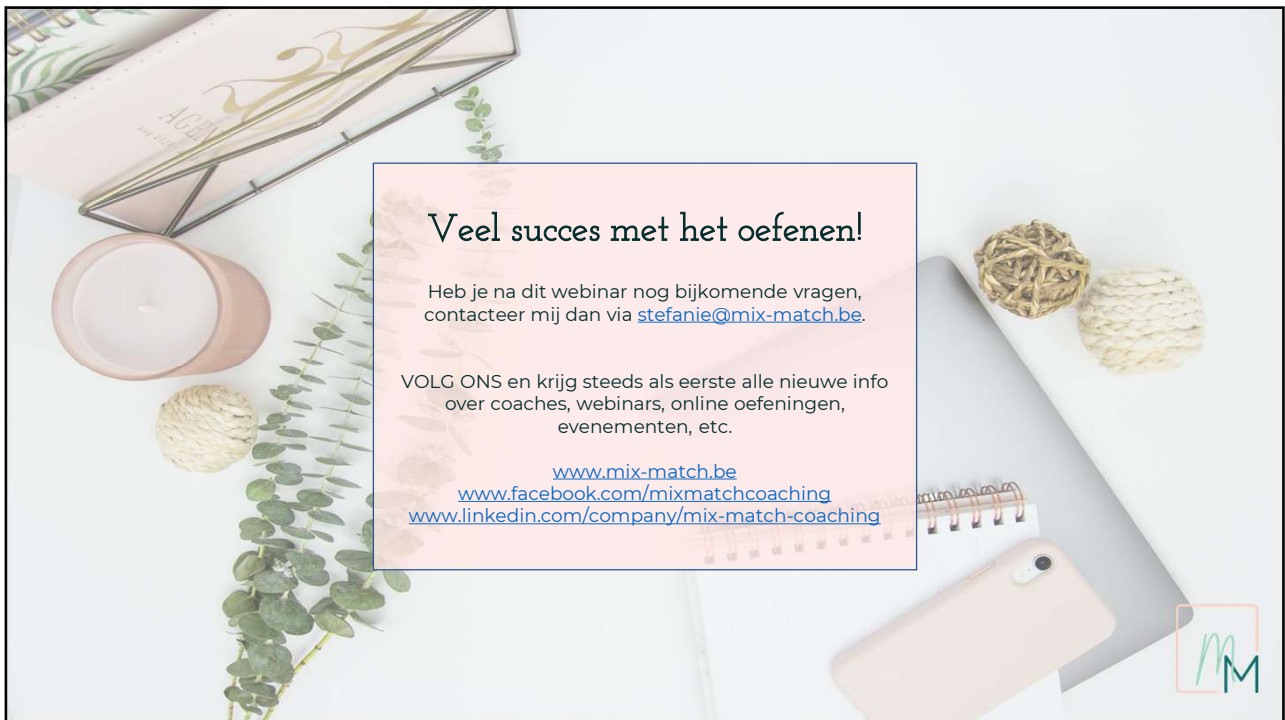 AGEN
Veel succes met het oefenen!
Heb je na dit webinar nog bijkomende vragen,
contacteer mij dan via stefanie@mix-match.be.
VOLG ONS en krijg steeds als eerste alle nieuwe info
over coaches, webinars, online oefeningen,
evenementen, etc.
www.mix-match.be
www.facebook.com/mixmatchcoaching
www.linkedin.com/company/mix-match-coaching
MM